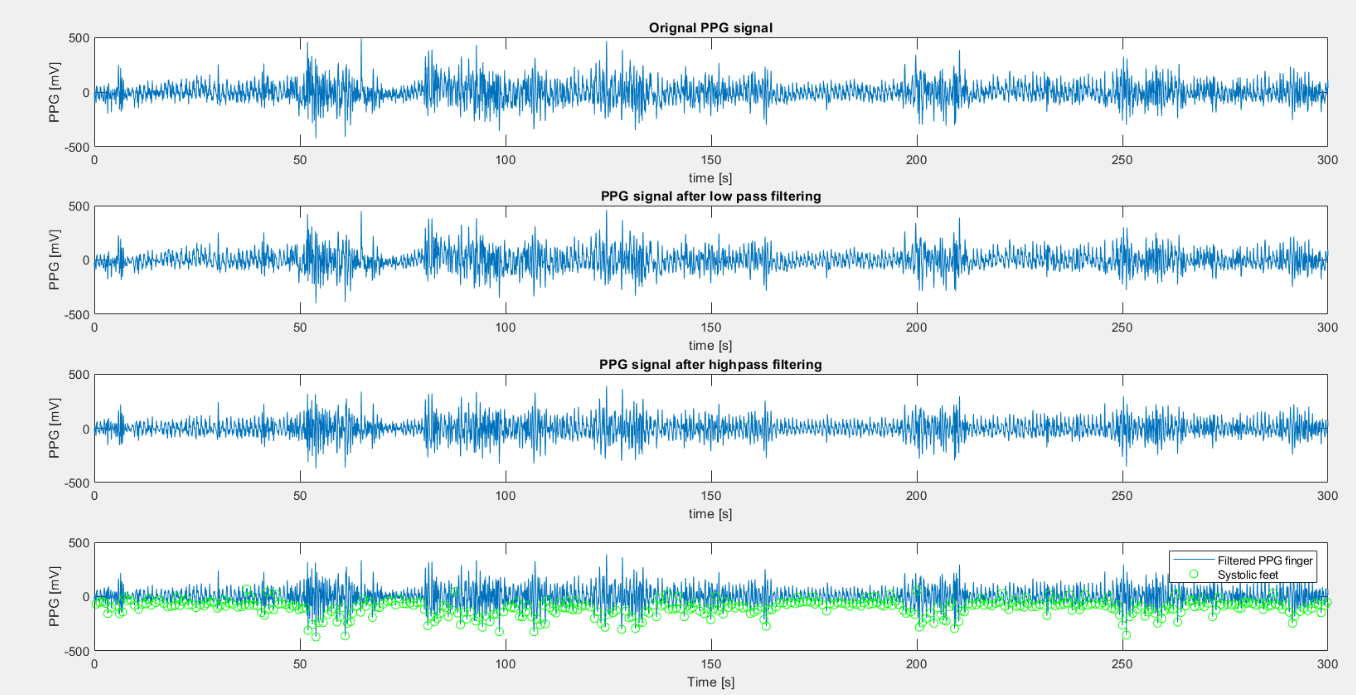 Orignal PPG signal
500
0
-500
PPG [mV]
0 50 100 150 200 250 300
time [s]
PPG signal after low pass filtering
500
0
-500
PPG [mV]
0 50 100 150 200 250 300
time [s]
PPG signal after highpass filtering
500
0
-500
PPG [mV]
0 50 100 150 200 250 300
time [s]
500
0
-500
PPG [mV]
Filtered PPG finger
Systolic feet
0 50 100 150 200 250 300
Time [s]